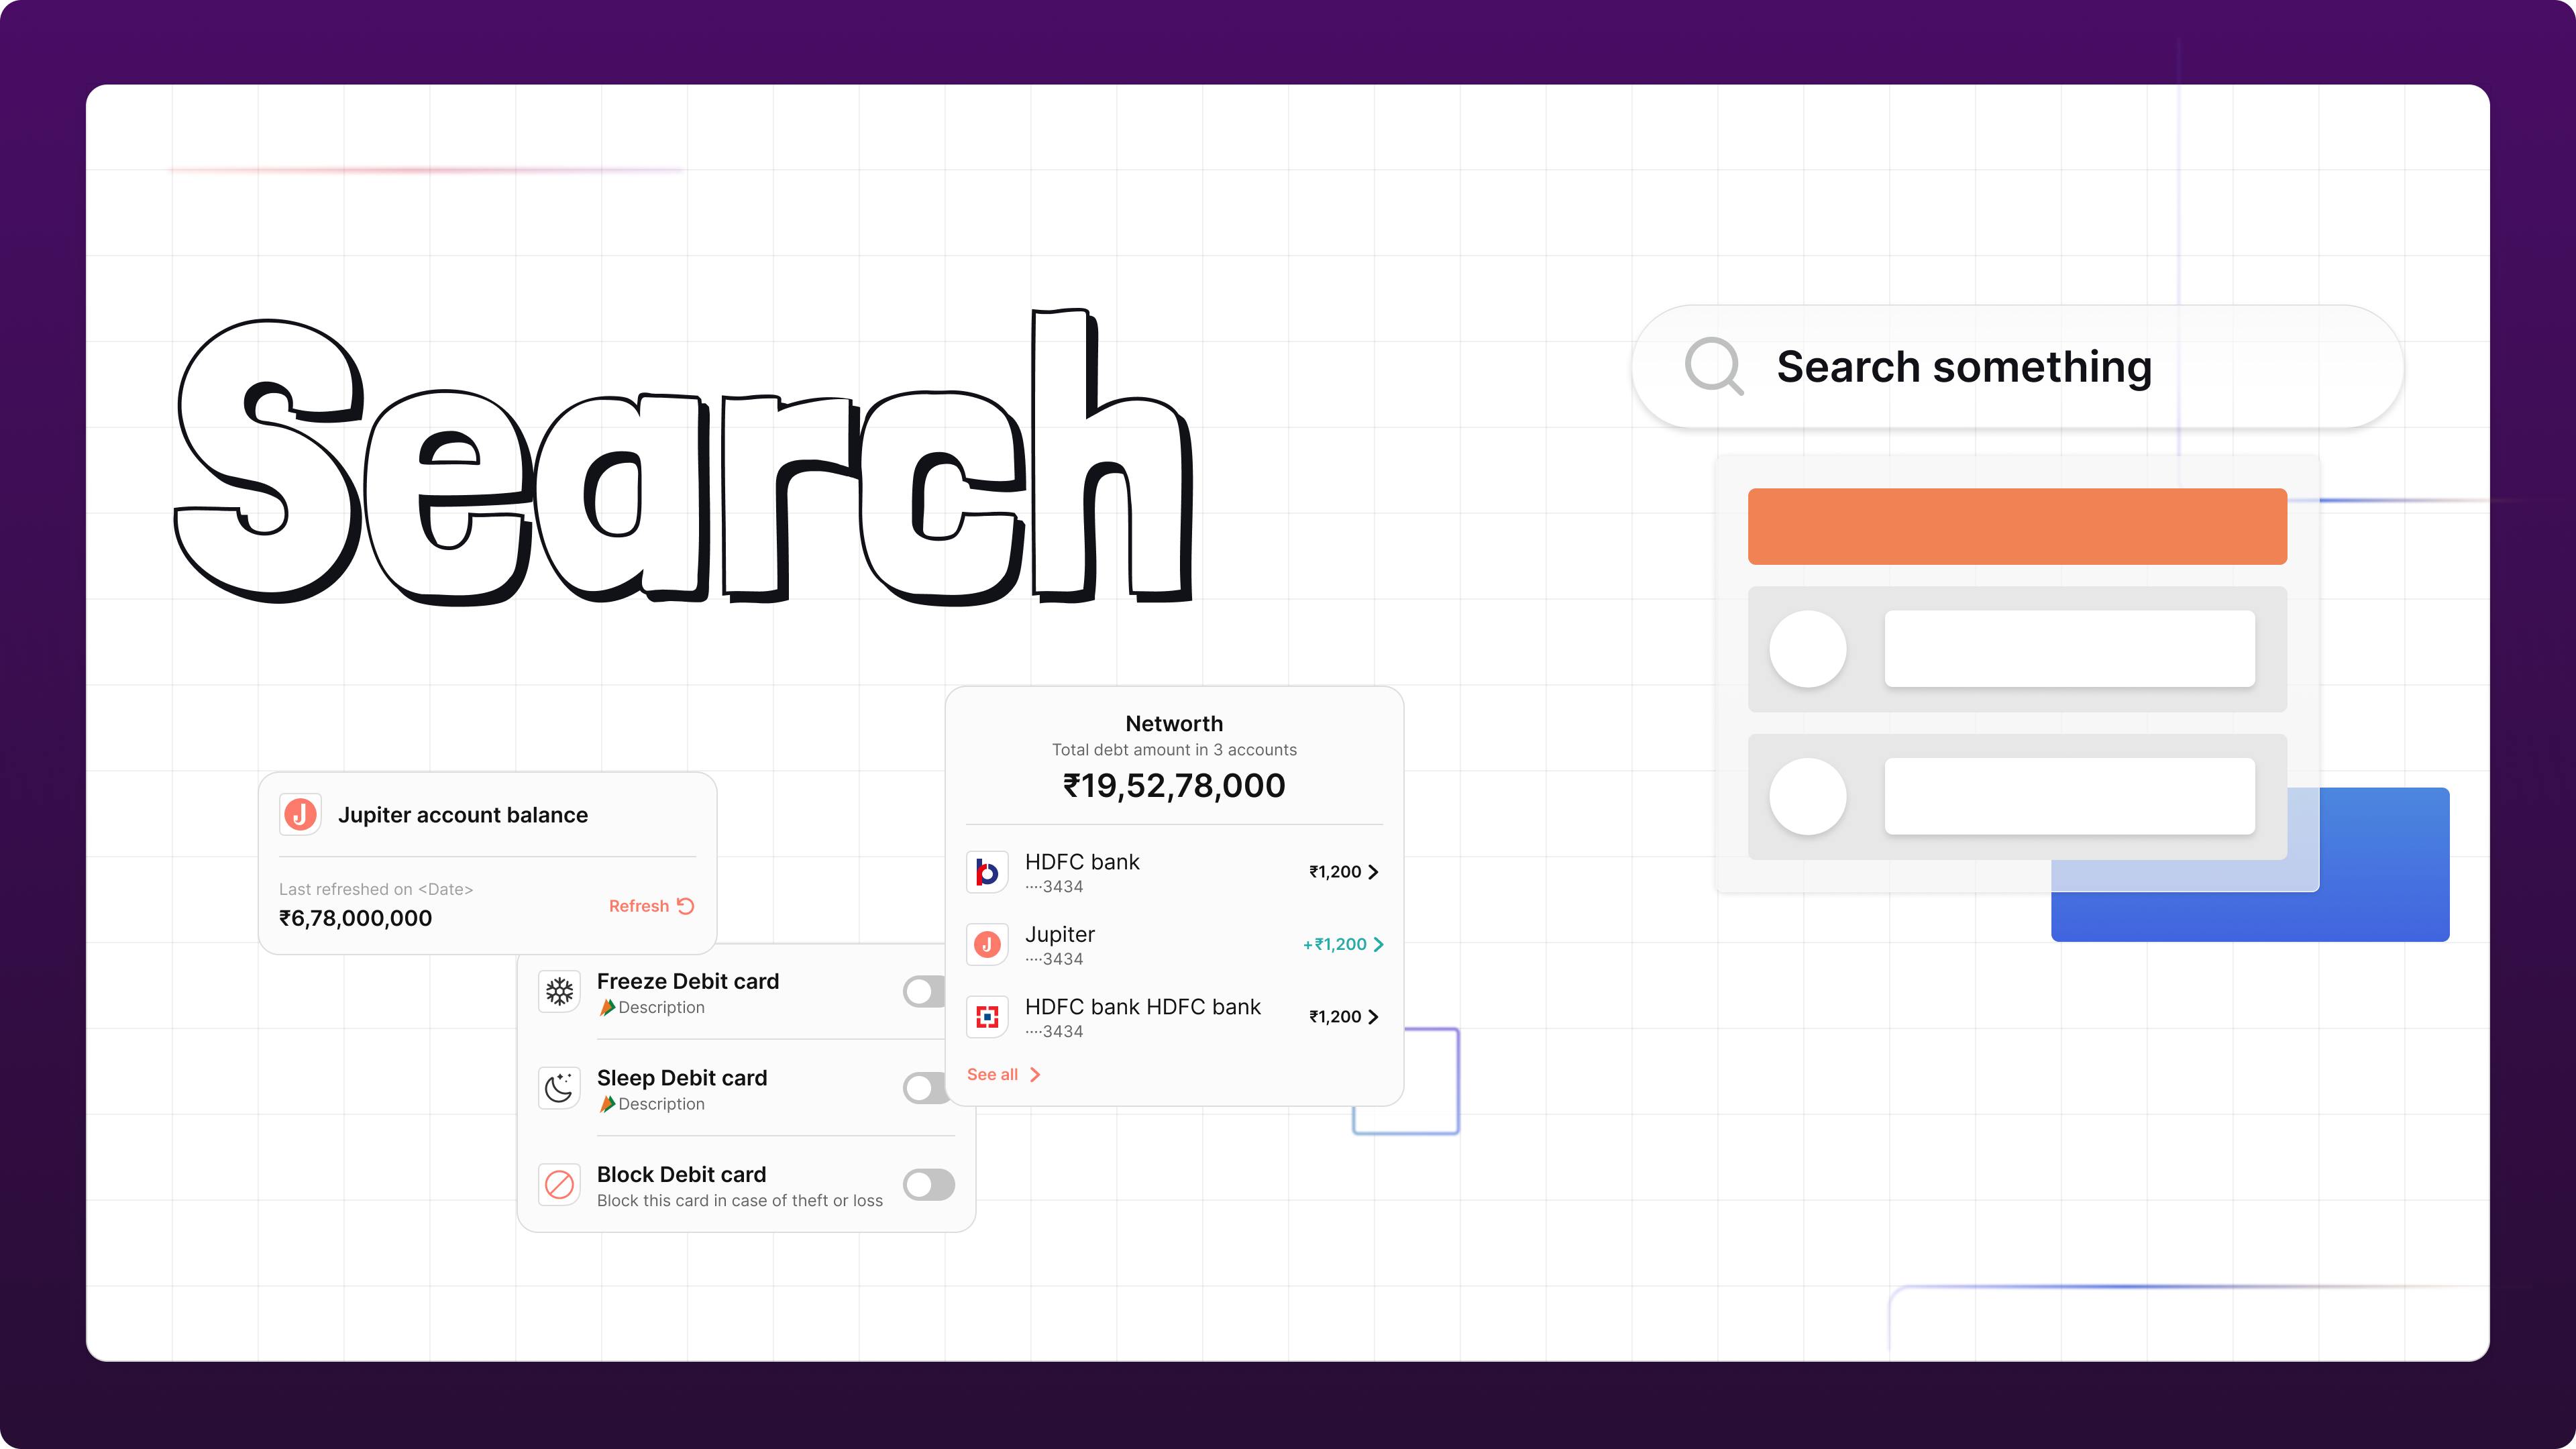 Search
Search something
Networth
Total debt amount in 3 accounts
₹19,52,78,000
HDFC bank
····3434
₹1,200
Jupiter
····3434
+₹1,200
HDFC bank HDFC bank
····3434
₹1,200
See all
Jupiter account balance
Last refreshed on <Date>
₹6,78,000,000
Refresh
Freeze Debit card
Description
Sleep Debit card
Description
Block Debit card
Block this card in case of theft or loss